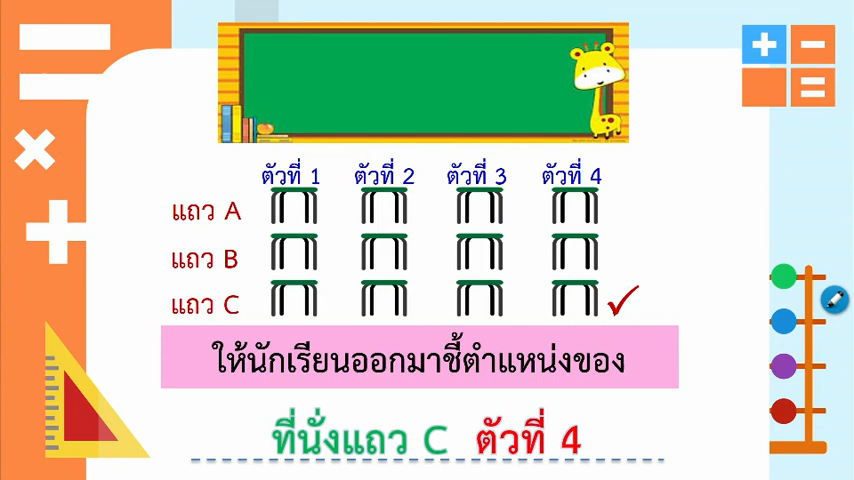 ตัวที่ 1 ตัวที่ 2 ตัวที่ 3 ตัวที่ 4
แถว A
แถว B
แถว C
ให้นักเรียนออกมาชี้ตำแหน่งของ
ที่นั่งแถว C ตัวที่ 4